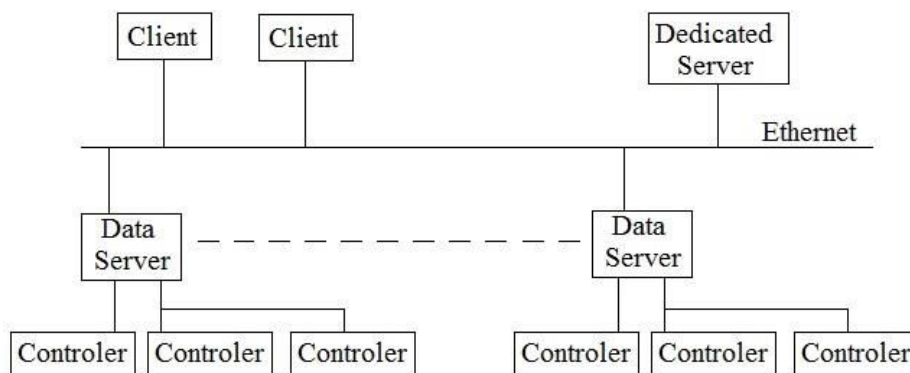 Client
Client
Dedicated
Server
Ethernet
Data
Server
Data
Server
Controler
Controler
Controler
Controler
Controler
Controler